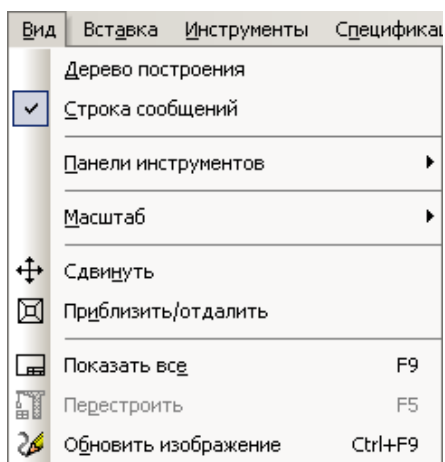 Вид Вставка Инструменты
Дерево построения
Строка сообщений
Панели инструментов
Масштаб
Сдвинуть
Приблизить/отдалить
Показать все F9
Перестроить F5
Обновить изображение Ctrl+F9